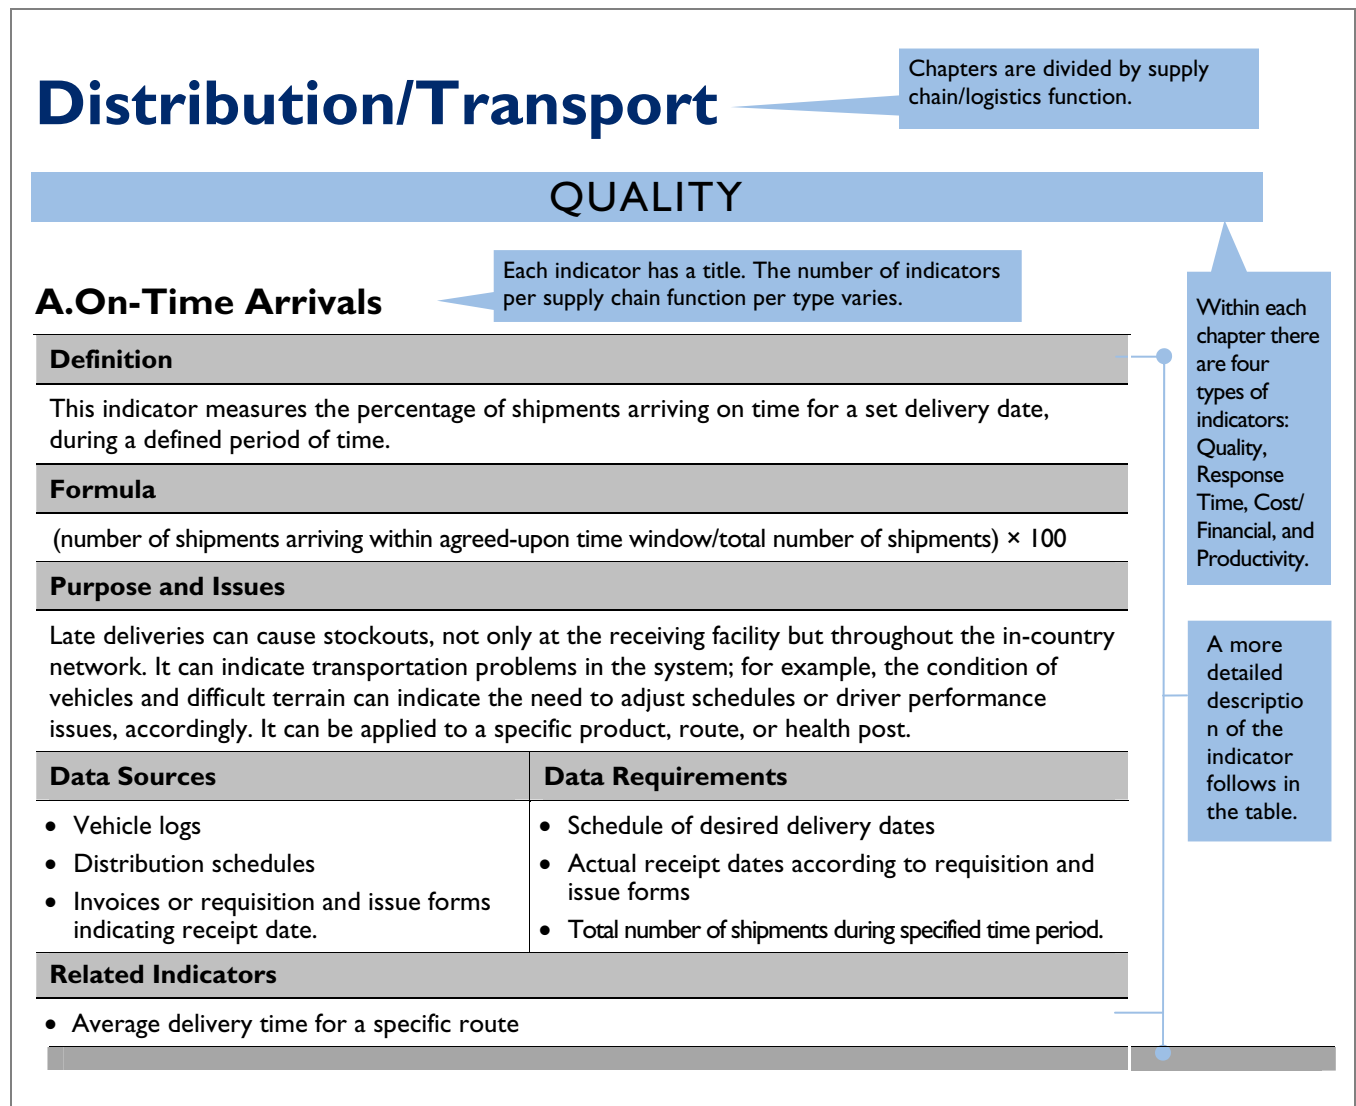 Distribution/Transport
Chapters are divided by supply
chain/logistics function.
QUALITY
A.On-Time Arrivals
Each indicator has a title. The number of indicators
per supply chain function per type varies.
Within each
chapter there
are four
types of
indicators:
Quality,
Response
Time, Cost/
Financial, and
Productivity.
Definition
This indicator measures the percentage of shipments arriving on time for a set delivery date,
during a defined period of time.
Formula
(number of shipments arriving within agreed-upon time window/total number of shipments) × 100
Purpose and Issues
Late deliveries can cause stockouts, not only at the receiving facility but throughout the in-country
network. It can indicate transportation problems in the system; for example, the condition of
vehicles and difficult terrain can indicate the need to adjust schedules or driver performance
issues, accordingly. It can be applied to a specific product, route, or health post.
A more
detailed
descriptio
n of the
indicator
follows in
the table.
Data Sources
• Vehicle logs
• Distribution schedules
• Invoices or requisition and issue forms
indicating receipt date.
Data Requirements
• Schedule of desired delivery dates
• Actual receipt dates according to requisition and
issue forms
• Total number of shipments during specified time period.
Related Indicators
• Average delivery time for a specific route